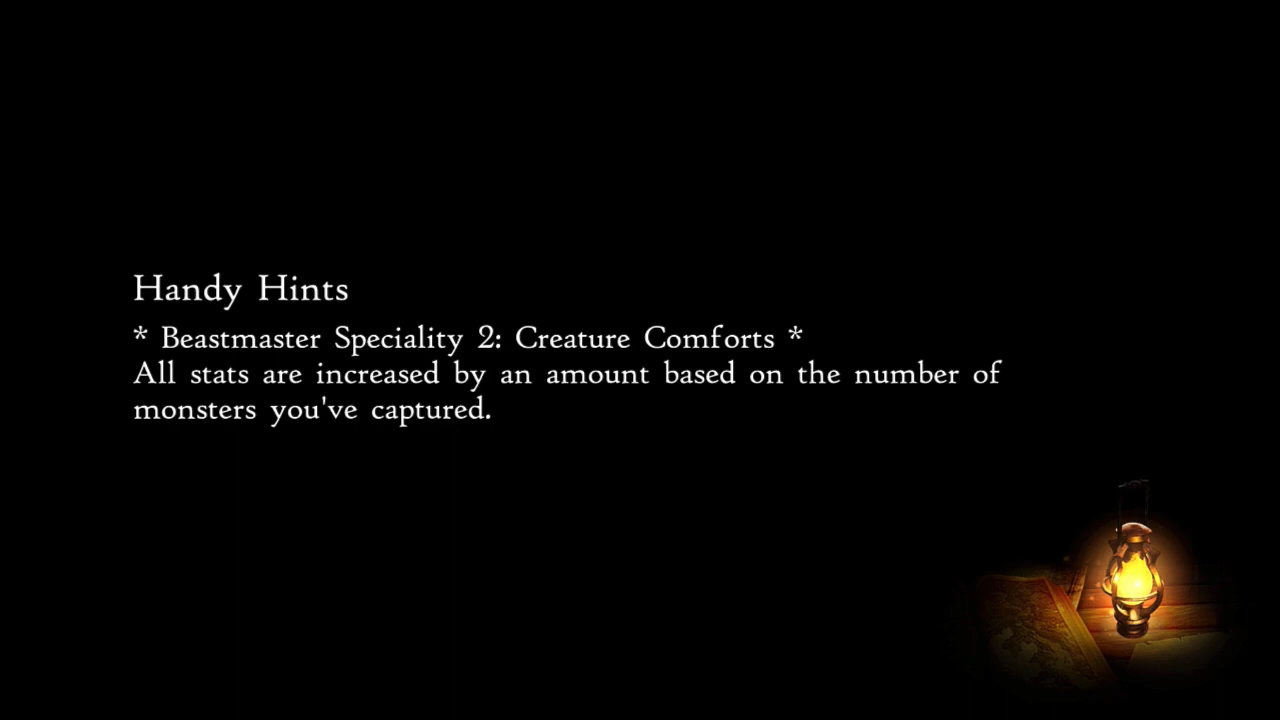 Handy Hints
* Beastmaster Speciality 2: Creature Comforts *
All stats are increased by an amount based on the number of
monsters you've captured.